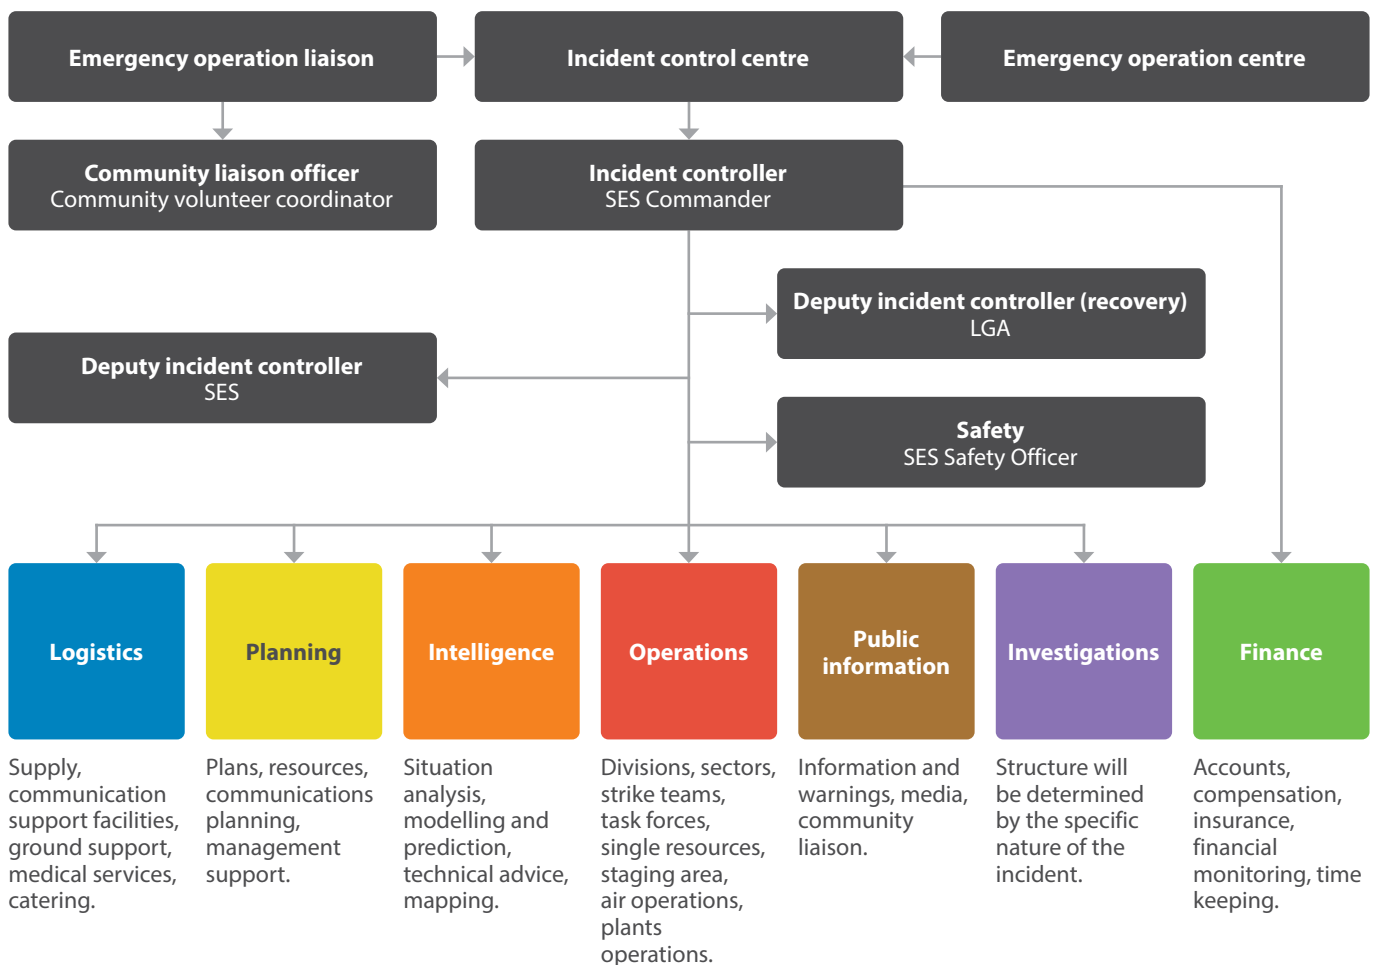 Emergency operation liaison
Incident control centre
Emergency operation centre
Community liaison officer
Community volunteer coordinator
Incident controller
SES Commander
Deputy incident controller (recovery)
LGA
Deputy incident controller
SES
Safety
SES Safety Officer
Logistics
Planning
Intelligence
Operations
Public
information
Investigations
Finance
Supply,
communication
support facilities,
ground support,
medical services,
catering.
Plans, resources,
communications
planning,
management
support.
Situation
analysis,
modelling and
prediction,
technical advice,
mapping.
Divisions, sectors,
strike teams,
task forces,
single resources,
staging area,
air operations,
plants
operations.
Information and
warnings, media,
community
liaison.
Structure will
be determined
by the specific
nature of the
incident.
Accounts,
compensation,
insurance,
financial
monitoring, time
keeping.